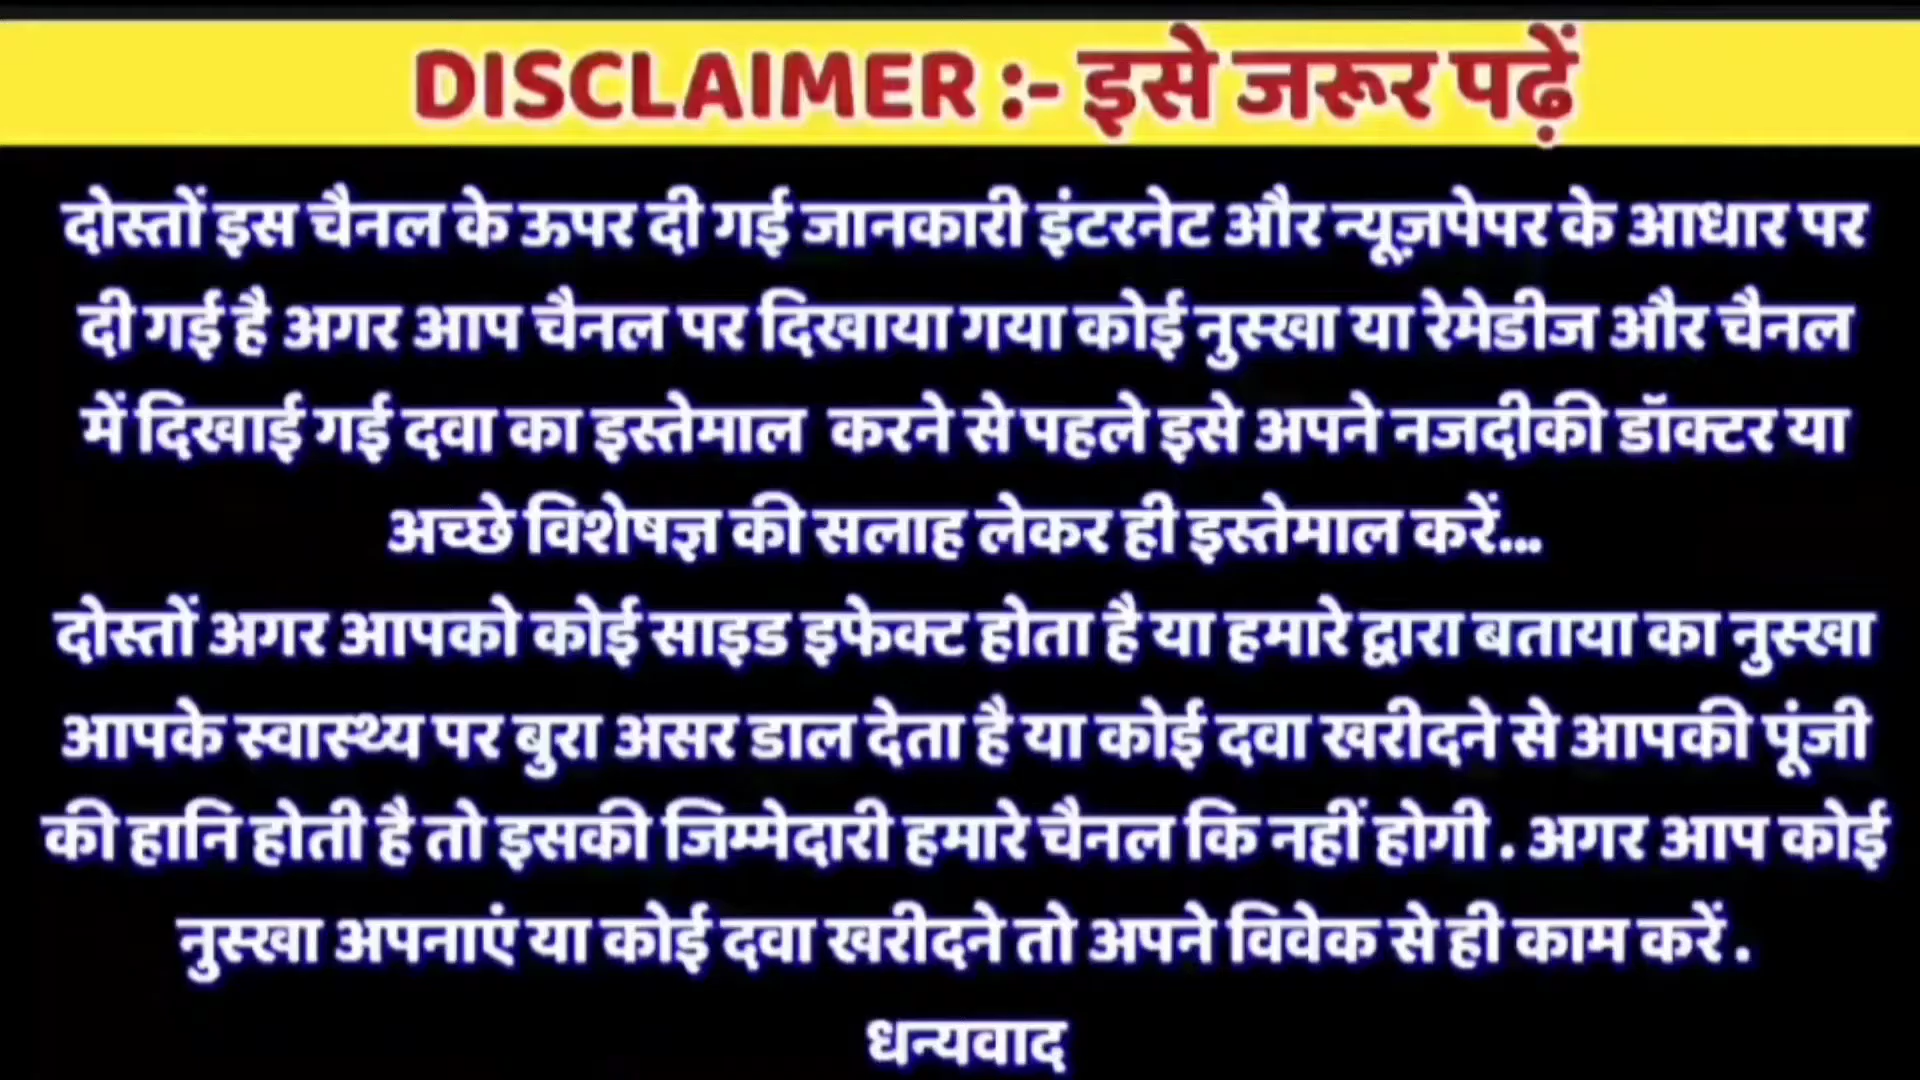 DISCLAIMER :- इसे जरूर पढ़ें
दोस्तों इस चैनल के ऊपर दी गई जानकारी इंटरनेट और न्यूज़पेपर के आधार पर
दी गई है अगर आप चैनल पर दिखाया गया कोई नुस्खा या रेमेडीज और चैनल
में दिखाई गई दवा का इस्तेमाल करने से पहले इसे अपने नजदीकी डॉक्टर या
अच्छे विशेषज्ञ की सलाह लेकर ही इस्तेमाल करें...
दोस्तों अगर आपको कोई साइड इफेक्ट होता है या हमारे द्वारा बताया का नुस्खा
आपके स्वास्थ्य पर बुरा असर डाल देता है या कोई दवा खरीदने से आपकी पूंजी
की हानि होती है तो इसकी जिम्मेदारी हमारे चैनल कि नहीं होगी . अगर आप कोई
नुस्खा अपनाएं या कोई दवा खरीदने तो अपने विवेक से ही काम करें .
धन्यवाद